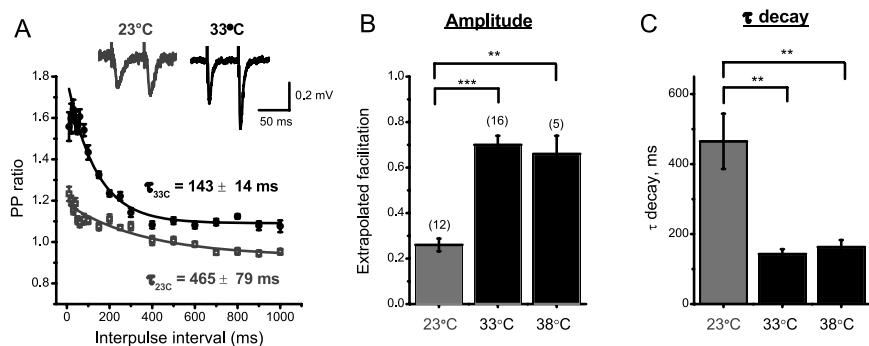 A
23°C
33°C
0.2 mV
50 ms
PP ratio
1.8
1.6
1.4
1.2
1.0
0.8
τ33C = 143 ± 14 ms
τ23C = 465 ± 79 ms
0 200 400 600 800 1000
Interpulse interval (ms)
B
Amplitude
**
***
Extrapolated facilitation
1.0
0.8
0.6
0.4
0.2
0.0
(12)
(16)
(5)
23°C 33°C 38°C
C
τ decay
**
**
τ decay, ms
600
400
200
0
23°C 33°C 38°C